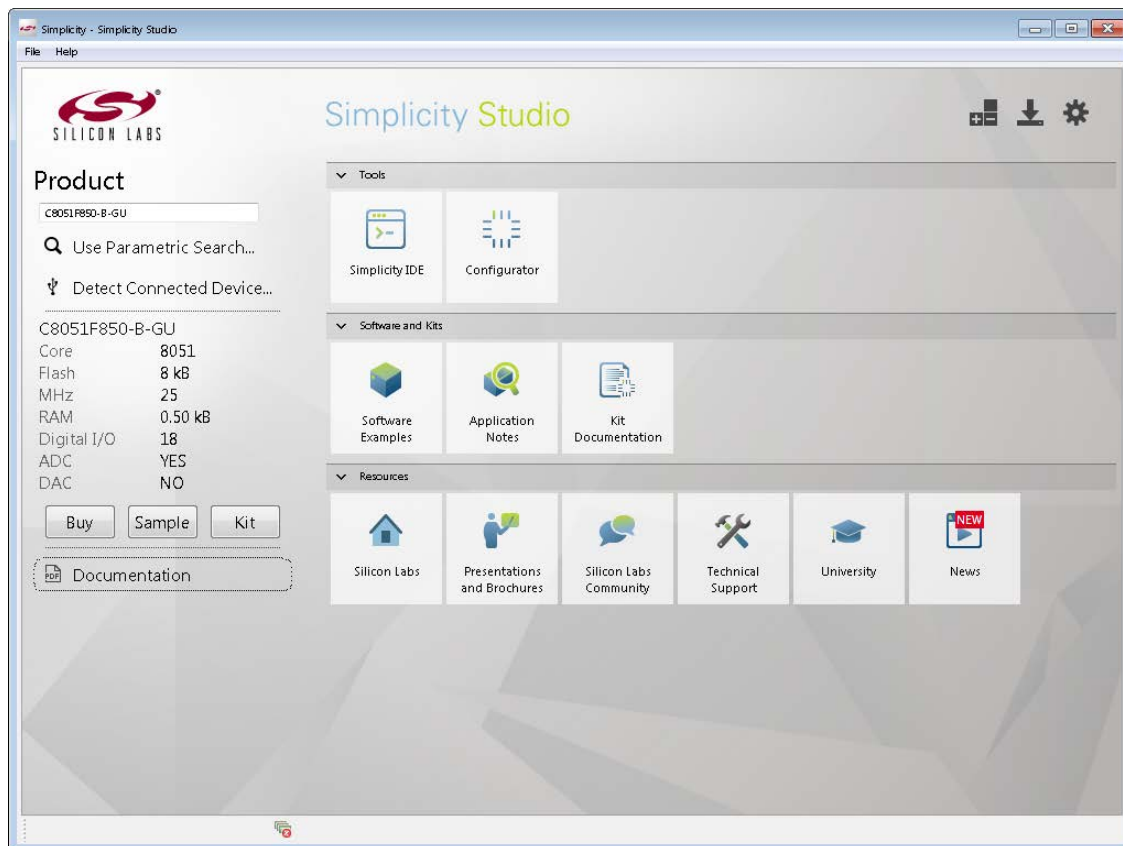 Simplicity - Simplicity Studio
File Help
SILICON LABS
Simplicity Studio
Product
C8051F850-B-GU
Use Parametric Search...
Detect Connected Device...
C8051F850-B-GU
Core 8051
Flash 8 kB
MHz 25
RAM 0.50 kB
Digital I/O 18
ADC YES
DAC NO
Buy Sample Kit
PDF Documentation
Tools
Simplicity IDE
Configurator
Software and Kits
Software
Examples
Application
Notes
Kit
Documentation
Resources
Silicon Labs
Presentations
and Brochures
Silicon Labs
Community
Technical
Support
University
NEW
News